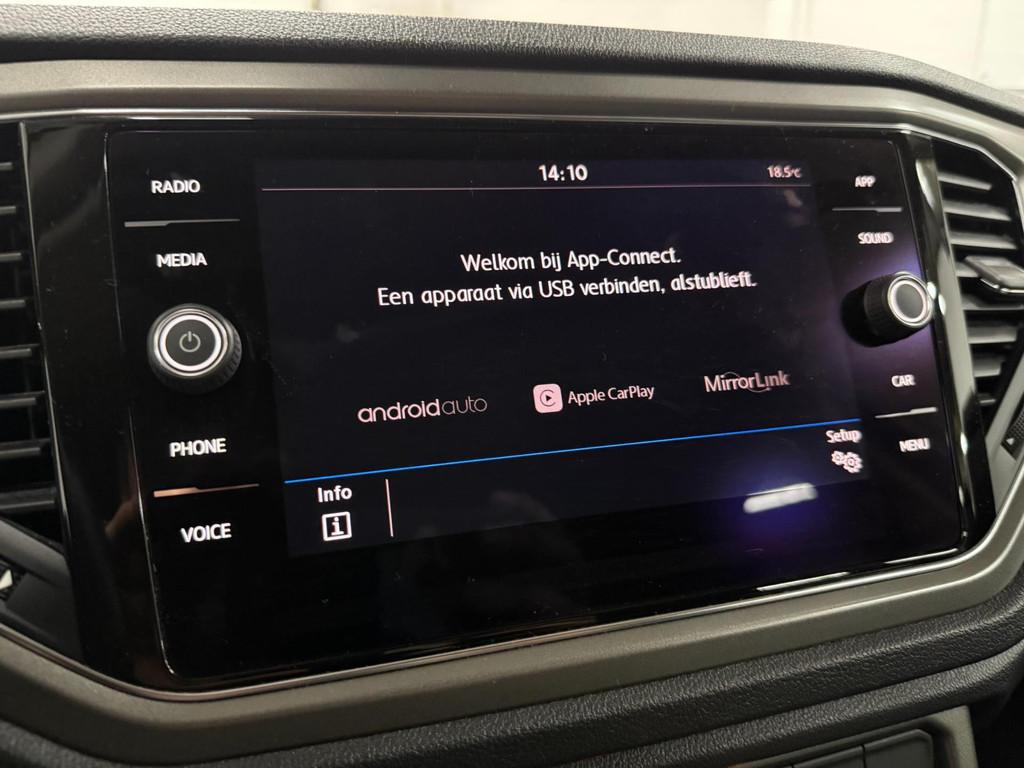 RADIO
MEDIA
PHONE
VOICE
14:10
18.5°C
Welkom bij App-Connect.
Een apparaat via USB verbinden, alstublieft.
androidauto
Apple CarPlay
MirrorLink
Setup
Info
i
APP
SOUND
CAR
MENU